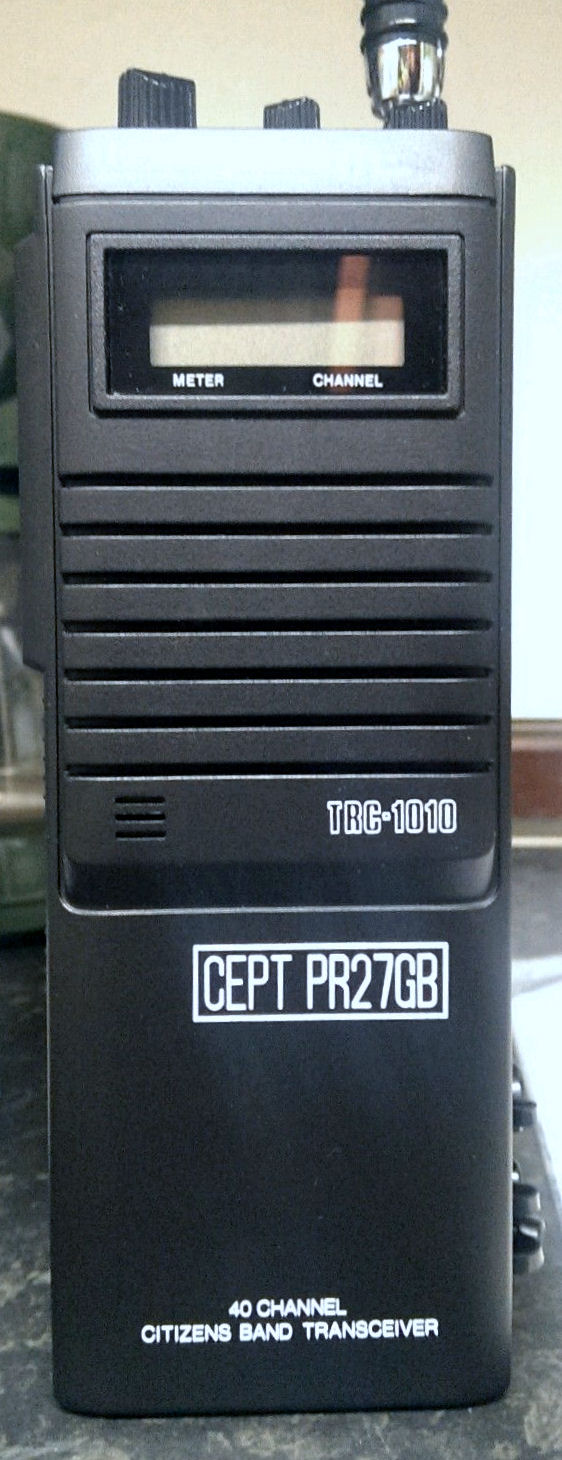 METER CHANNEL
TRC-1010
CEPT PR27GB
40 CHANNEL
CITIZENS BAND TRANSCEIVER